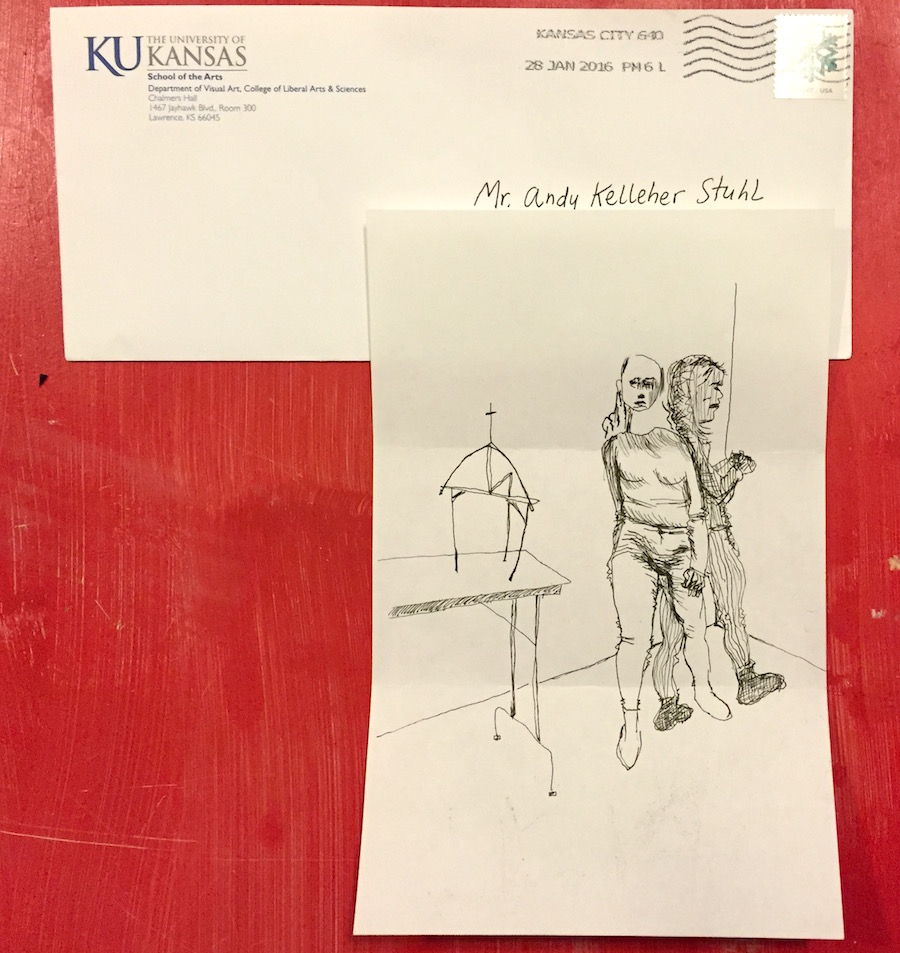 KU THE UNIVERSITY OF
KANSAS
School of the Arts
Department of Visual Art, College of Liberal Arts & Sciences
Chalmers Hall
1467 Jayhawk Blvd., Room 300
Lawrence, KS 66045
KANSAS CITY 640
28 JAN 2016 PM 6 L
USA
Mr. Andy Kelleher Stuhl